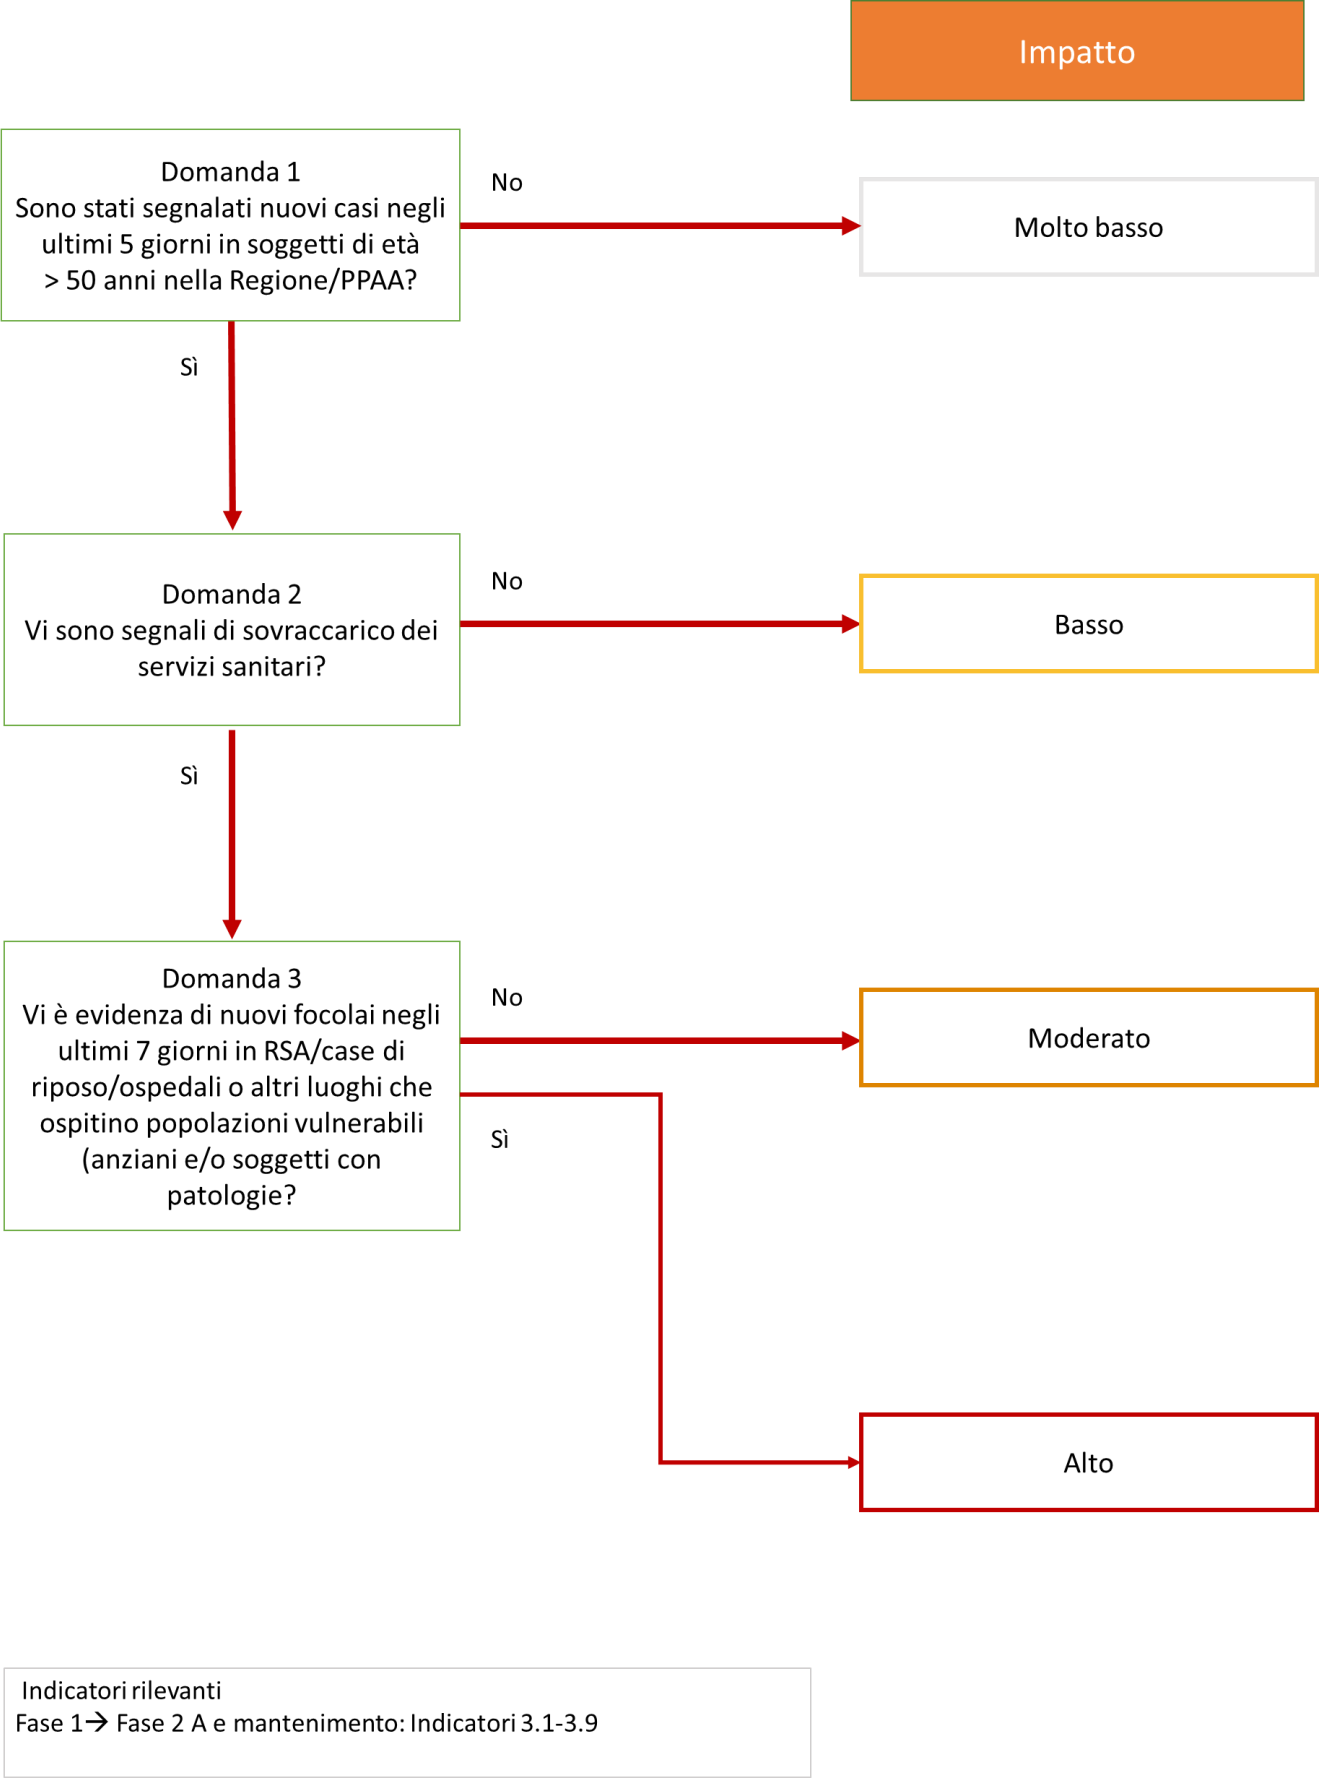 Impatto
Domanda 1
Sono stati segnalati nuovi casi negli
ultimi 5 giorni in soggetti di età
> 50 anni nella Regione/PPAA?
No
Molto basso
Sì
Domanda 2
Vi sono segnali di sovraccarico dei
servizi sanitari?
No
Basso
Sì
Domanda 3
Vi è evidenza di nuovi focolai negli
ultimi 7 giorni in RSA/case di
riposo/ospedali o altri luoghi che
ospitino popolazioni vulnerabili
(anziani e/o soggetti con
patologie?
No
Moderato
Sì
Alto
Indicatori rilevanti
Fase 1→ Fase 2 A e mantenimento: Indicatori 3.1-3.9